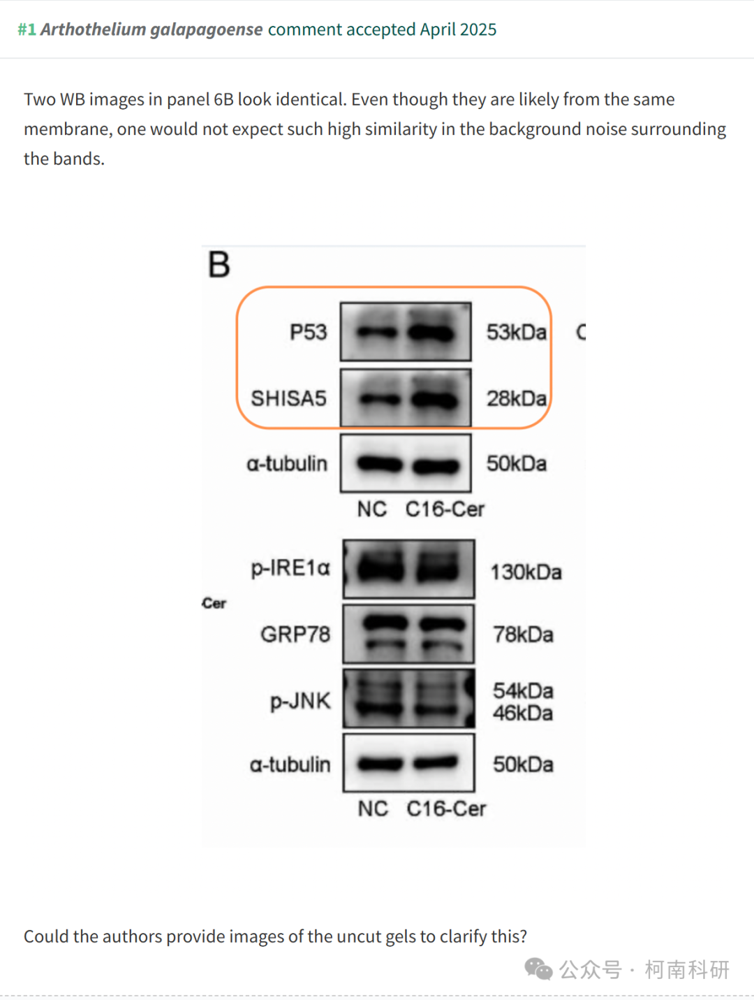 #1 Arthothelium galapagoense comment accepted April 2025
Two WB images in panel 6B look identical. Even though they are likely from the same
membrane, one would not expect such high similarity in the background noise surrounding
the bands.
B
P53 53kDa C
SHISA5 28kDa
α-tubulin 50kDa
NC C16-Cer
p-IRE1α 130kDa
Cer
GRP78 78kDa
p-JNK 54kDa
46kDa
α-tubulin 50kDa
NC C16-Cer
Could the authors provide images of the uncut gels to clarify this?
公众号 · 柯南科研